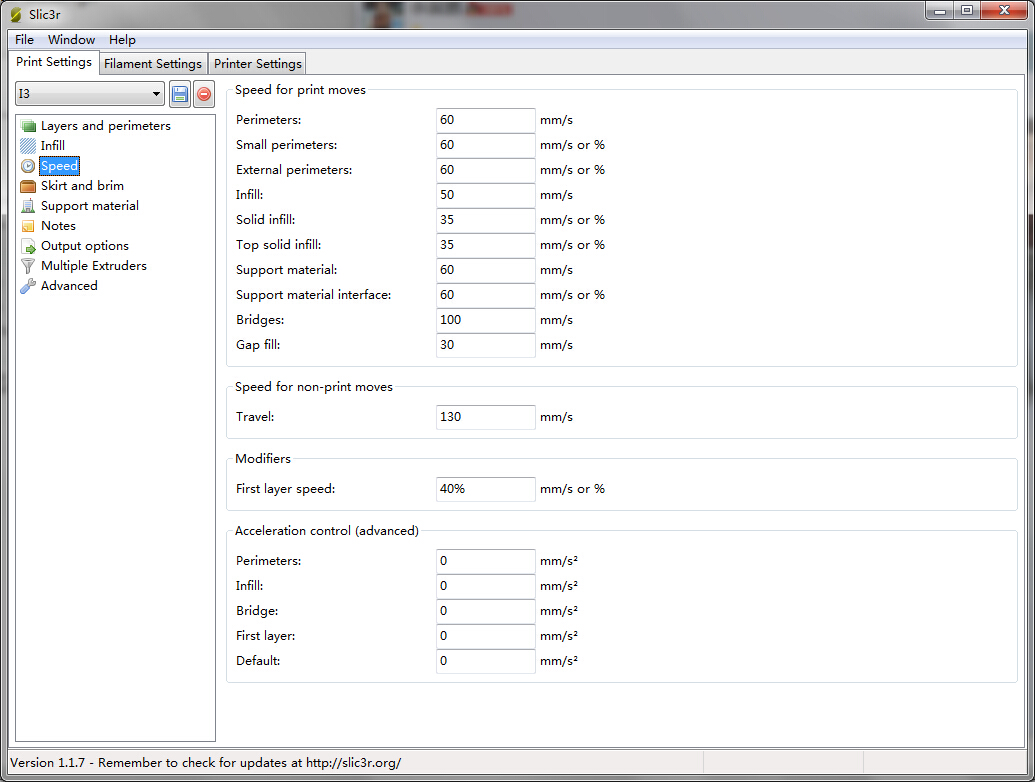 Slic3r
File Window Help
Print Settings Filament Settings Printer Settings
I3
Layers and perimeters
Infill
Speed
Skirt and brim
Support material
Notes
Output options
Multiple Extruders
Advanced
Speed for print moves
Perimeters: 60 mm/s
Small perimeters: 60 mm/s or %
External perimeters: 60 mm/s or %
Infill: 50 mm/s
Solid infill: 35 mm/s or %
Top solid infill: 35 mm/s or %
Support material: 60 mm/s
Support material interface: 60 mm/s or %
Bridges: 100 mm/s
Gap fill: 30 mm/s
Speed for non-print moves
Travel: 130 mm/s
Modifiers
First layer speed: 40% mm/s or %
Acceleration control (advanced)
Perimeters: 0 mm/s²
Infill: 0 mm/s²
Bridge: 0 mm/s²
First layer: 0 mm/s²
Default: 0 mm/s²
Version 1.1.7 - Remember to check for updates at http://slic3r.org/